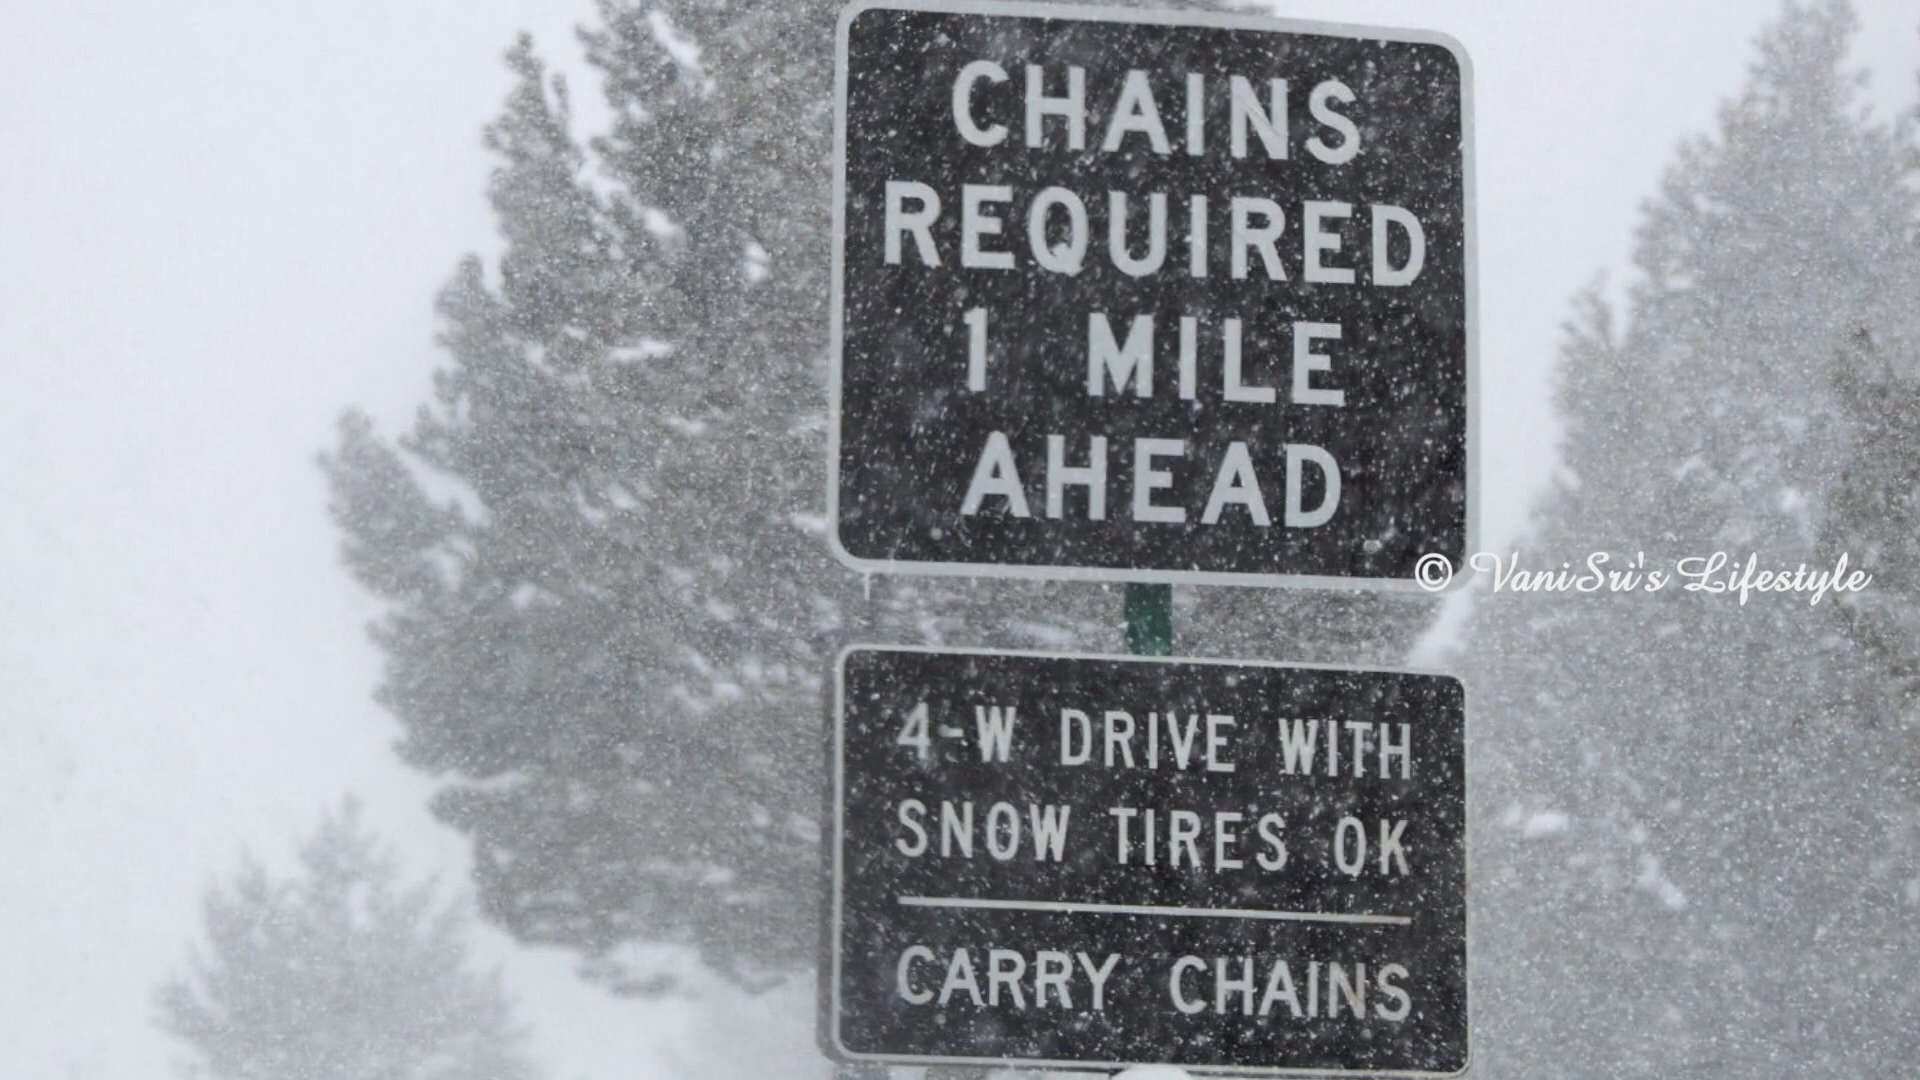 CHAINS
REQUIRED
1 MILE
AHEAD
© VaniSri's Lifestyle
4-W DRIVE WITH
SNOW TIRES OK
CARRY CHAINS